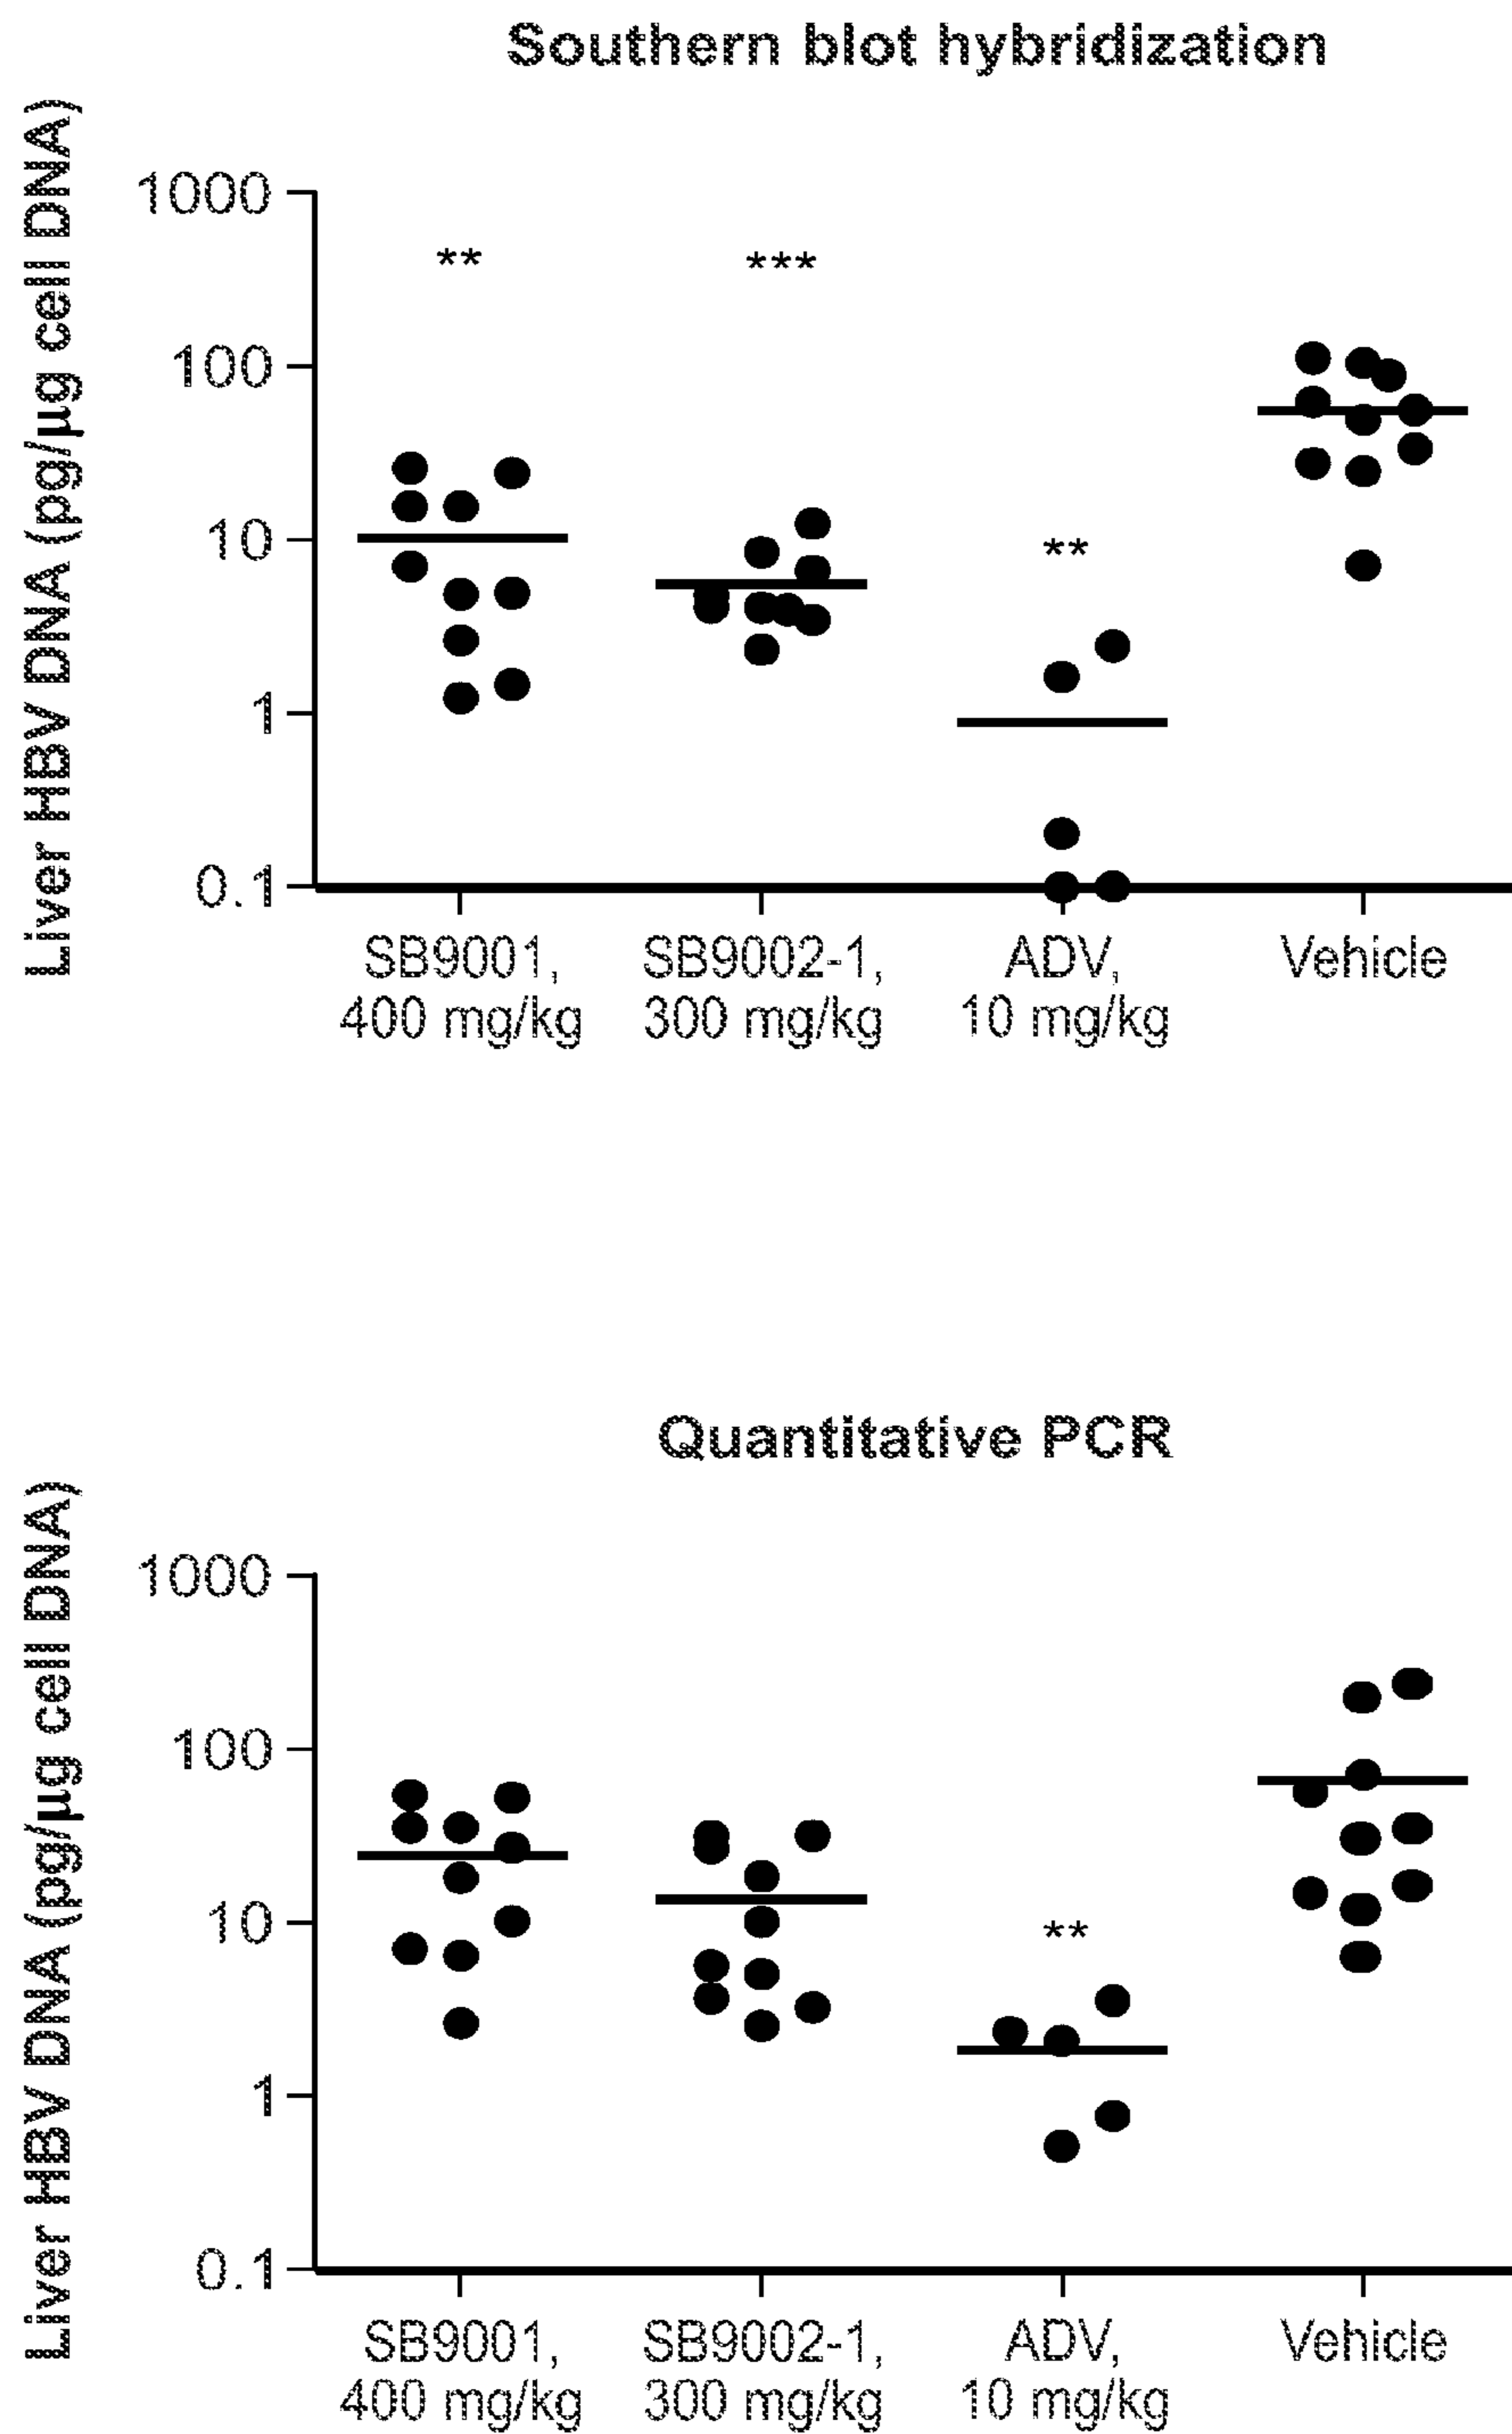 Southern blot hybridization
Liver HBV DNA (pg/µg cell DNA)
1000
100
10
1
0.1
**
***
**
SB9001,
400 mg/kg
SB9002-1,
300 mg/kg
ADV,
10 mg/kg
Vehicle
Quantitative PCR
Liver HBV DNA (pg/µg cell DNA)
1000
100
10
1
0.1
**
SB9001,
400 mg/kg
SB9002-1,
300 mg/kg
ADV,
10 mg/kg
Vehicle